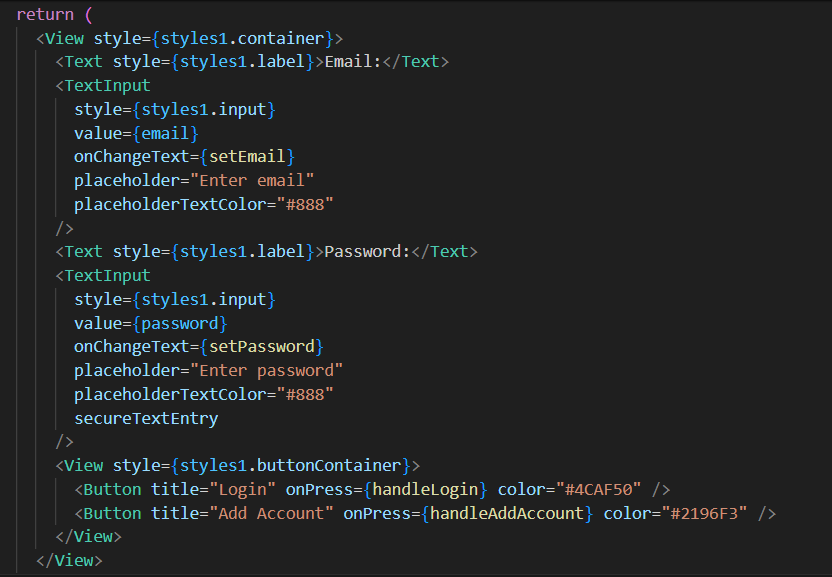 return (
<View style={styles1.container}>
<Text style={styles1.label}>Email:</Text>
<TextInput
style={styles1.input}
value={email}
onChangeText={setEmail}
placeholder="Enter email"
placeholderTextColor="#888"
/>
<Text style={styles1.label}>Password:</Text>
<TextInput
style={styles1.input}
value={password}
onChangeText={setPassword}
placeholder="Enter password"
placeholderTextColor="#888"
secureTextEntry
/>
<View style={styles1.buttonContainer}>
<Button title="Login" onPress={handleLogin} color="#4CAF50" />
<Button title="Add Account" onPress={handleAddAccount} color="#2196F3" />
</View>
</View>